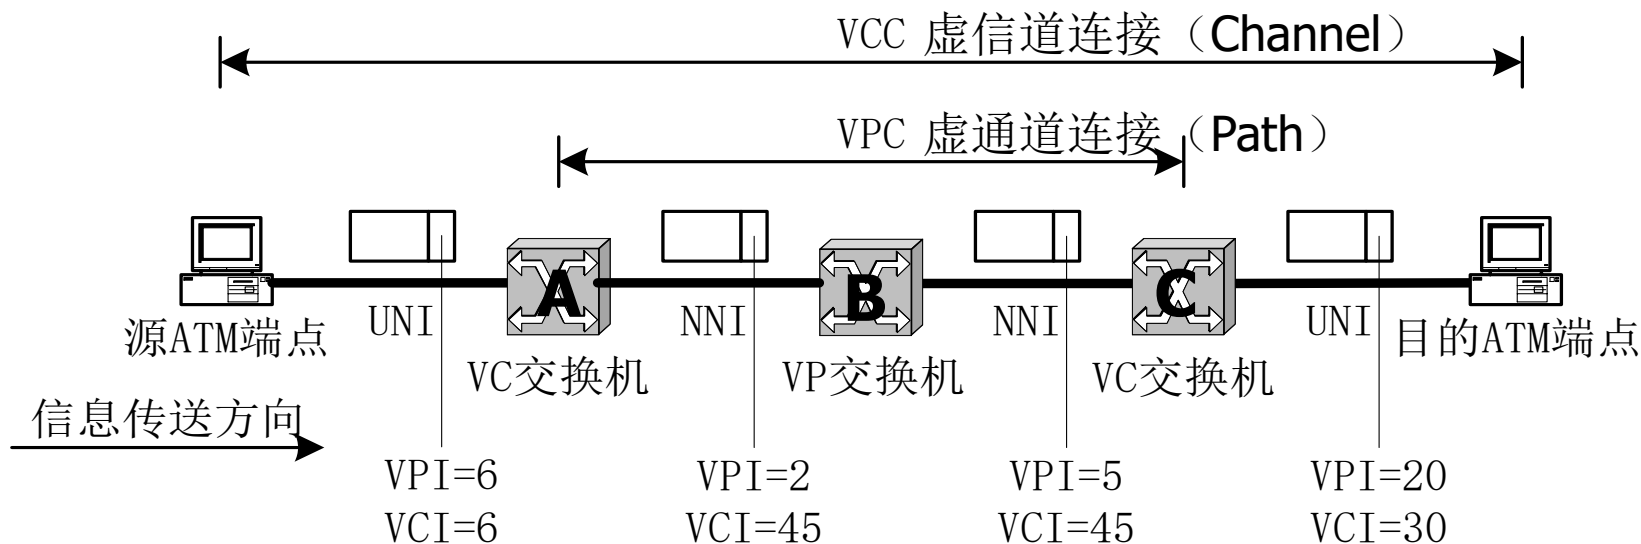 VCC 虚信道连接（Channel）
VPC 虚通道连接（Path）
A
B
C
UNI
NNI
NNI
UNI
源ATM端点
VC交换机
VP交换机
VC交换机
目的ATM端点
信息传送方向
VPI=6
VCI=6
VPI=2
VCI=45
VPI=5
VCI=45
VPI=20
VCI=30